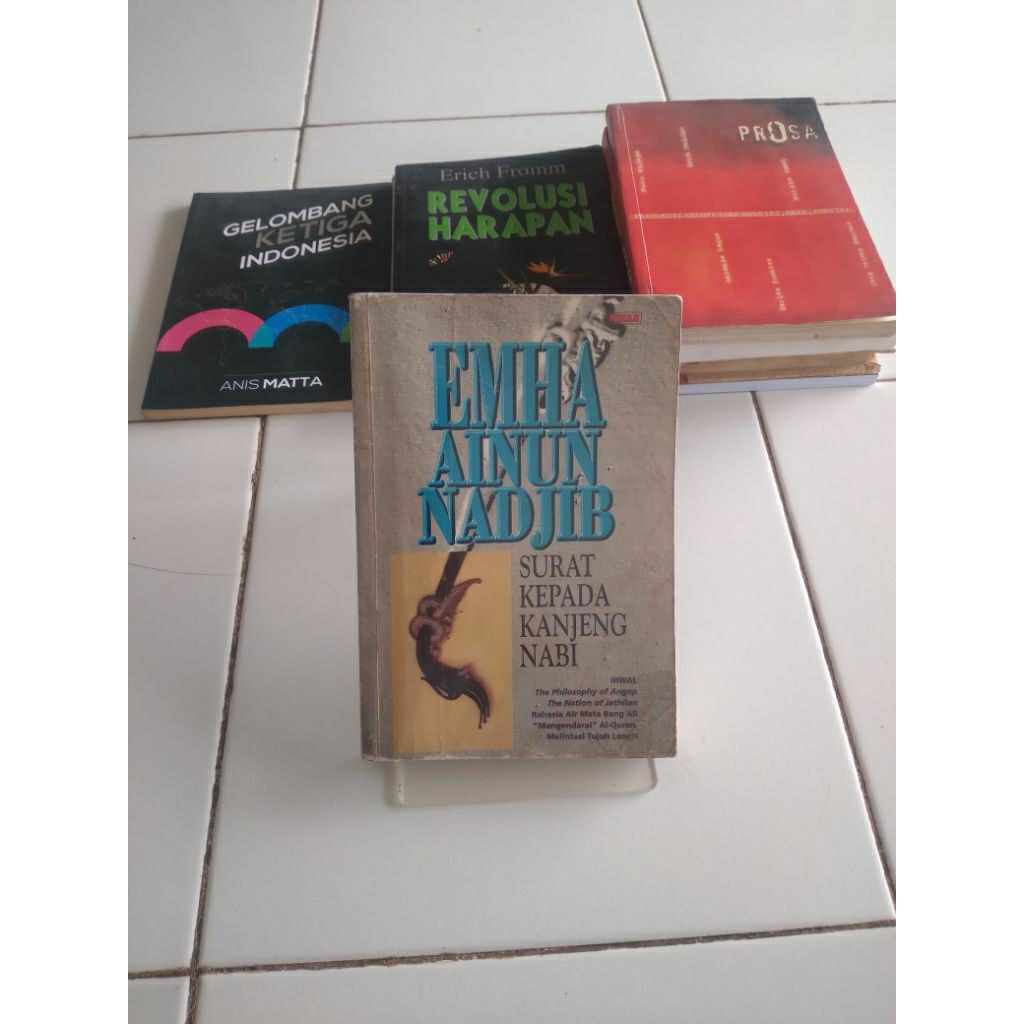 GELOMBANG
KETIGA
INDONESIA
ANIS MATTA
Erich Fromm
REVOLUSI
HARAPAN
PROSA
EMHA
AINUN
NADJIB
SURAT
KEPADA
KANJENG
NABI
IHWAL
The Philosophy of Angop
The Nation of Jathilan
Rahasia Air Mata Bang Ali
"Mengendarai" Al-Quran
Melintasi Tujuh Langit